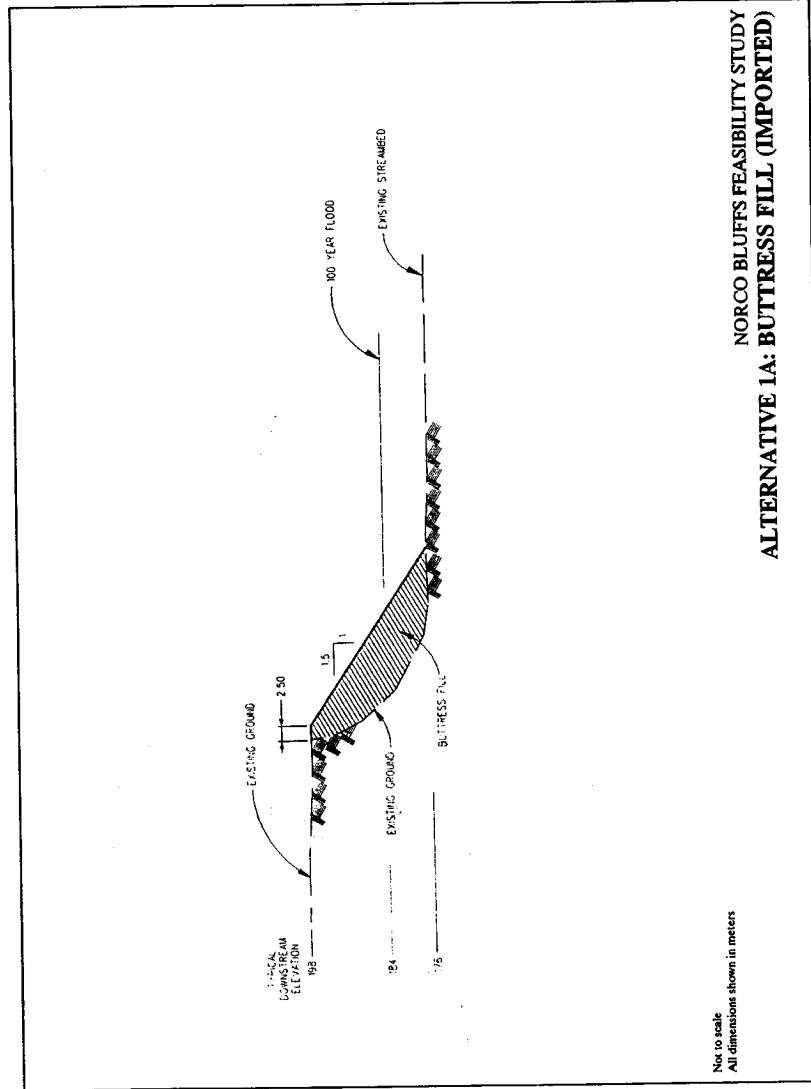 EXISTING GROUND
2.50
1.5
1
100 YEAR FLOOD
EXISTING STREAMBED
DOWNSTREAM
ELEVATION
198
184
176
EXISTING GROUND
BUTTRESS FILL
Not to scale
All dimensions shown in meters
NORCO BLUFFS FEASIBILITY STUDY
ALTERNATIVE 1A: BUTTRESS FILL (IMPORTED)